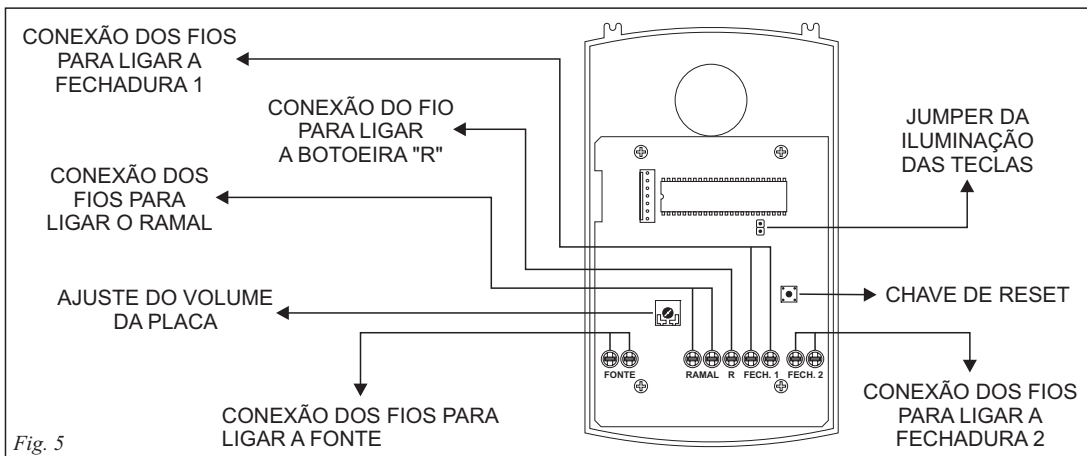 CONEXÃO DOS FIOS
PARA LIGAR A
FECHADURA 1
CONEXÃO DO FIO
PARA LIGAR
A BOTOEIRA "R"
CONEXÃO DOS
FIOS PARA
LIGAR O RAMAL
AJUSTE DO VOLUME
DA PLACA
CONEXÃO DOS FIOS PARA
LIGAR A FONTE
JUMPER DA
ILUMINAÇÃO
DAS TECLAS
CHAVE DE RESET
CONEXÃO DOS FIOS
PARA LIGAR A
FECHADURA 2
FONTE RAMAL R FECH. 1 FECH. 2
Fig. 5